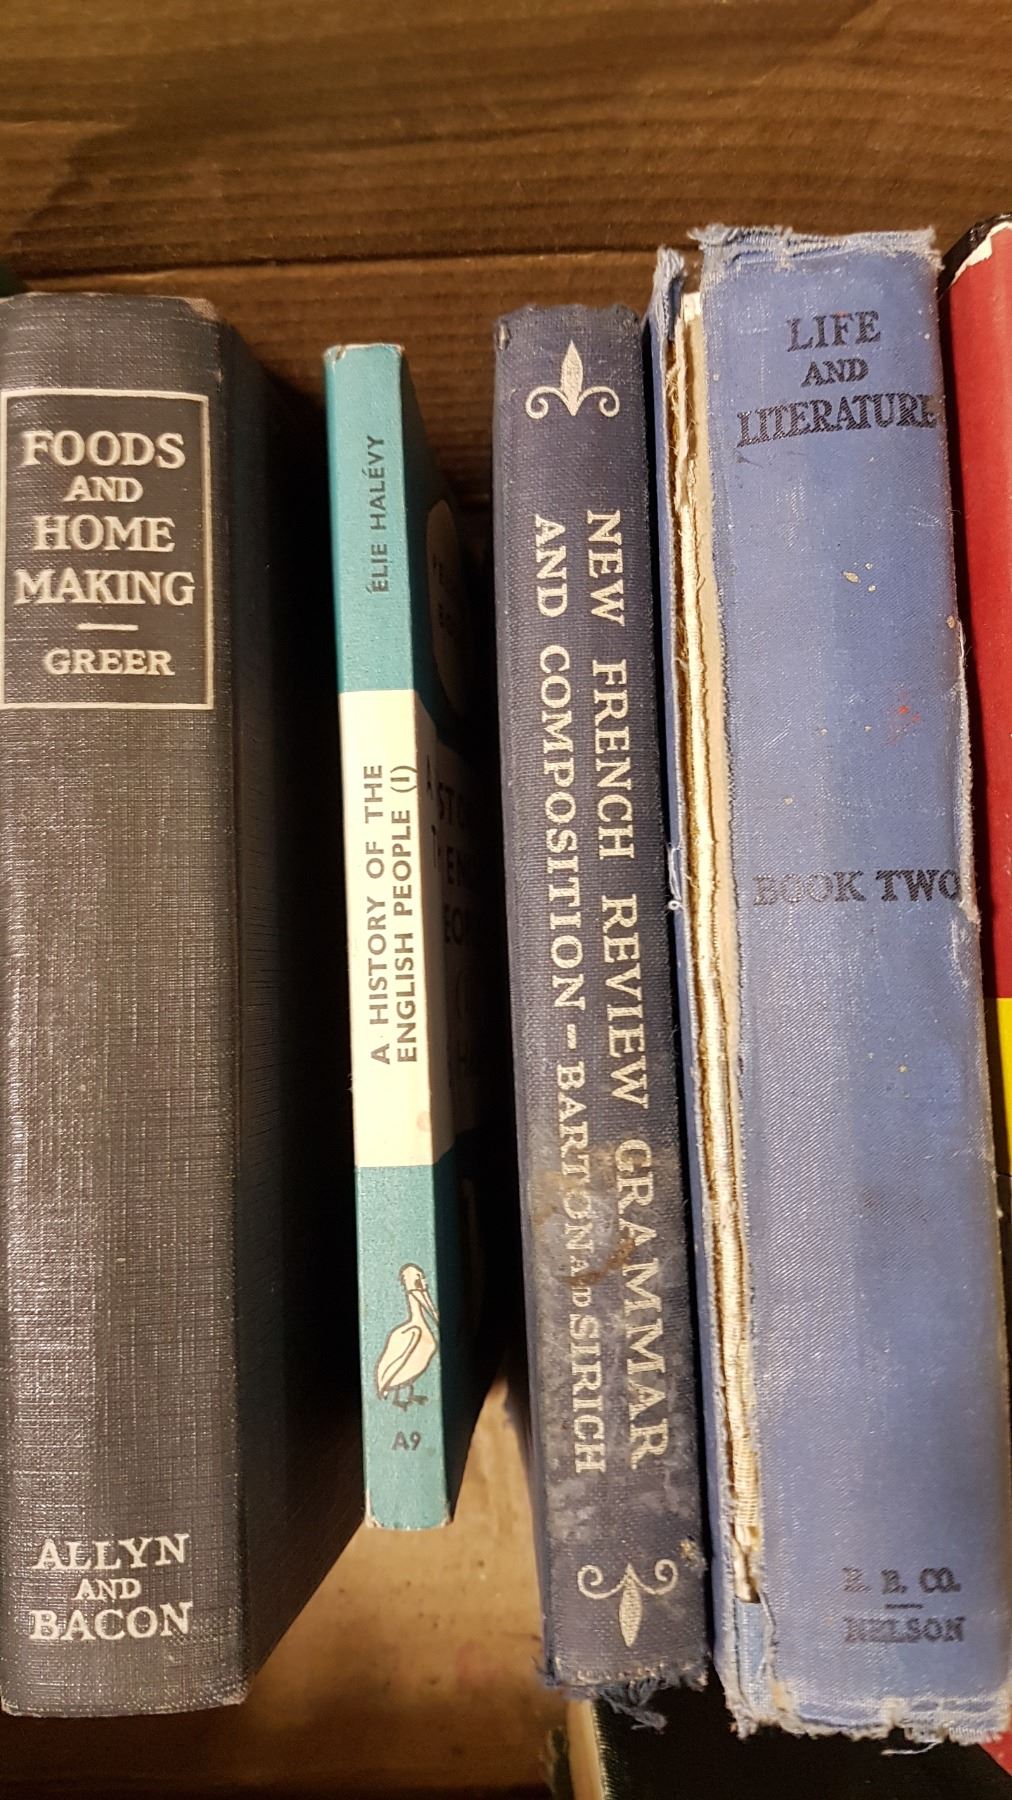 FOODS
AND
HOME
MAKING
GREER
ALLYN
AND
BACON
ÉLIE HALÉVY
A HISTORY OF THE
ENGLISH PEOPLE (I)
A9
NEW FRENCH REVIEW GRAMMAR
AND COMPOSITION - BARTON AND SIRICH
LIFE
AND
LITERATURE
BOOK TWO
B. CO.
NELSON